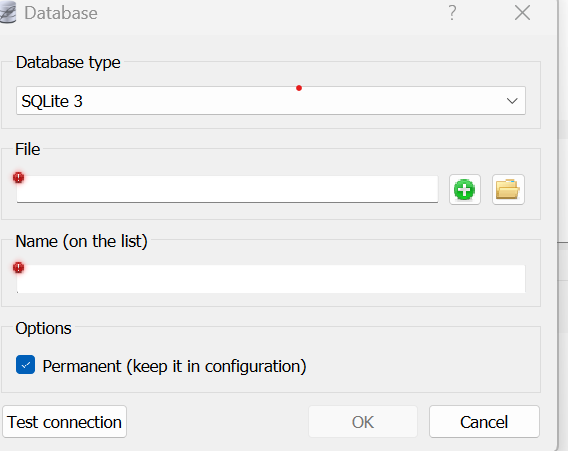 Database
Database type
SQLite 3
File
Name (on the list)
Options
Permanent (keep it in configuration)
Test connection
OK
Cancel